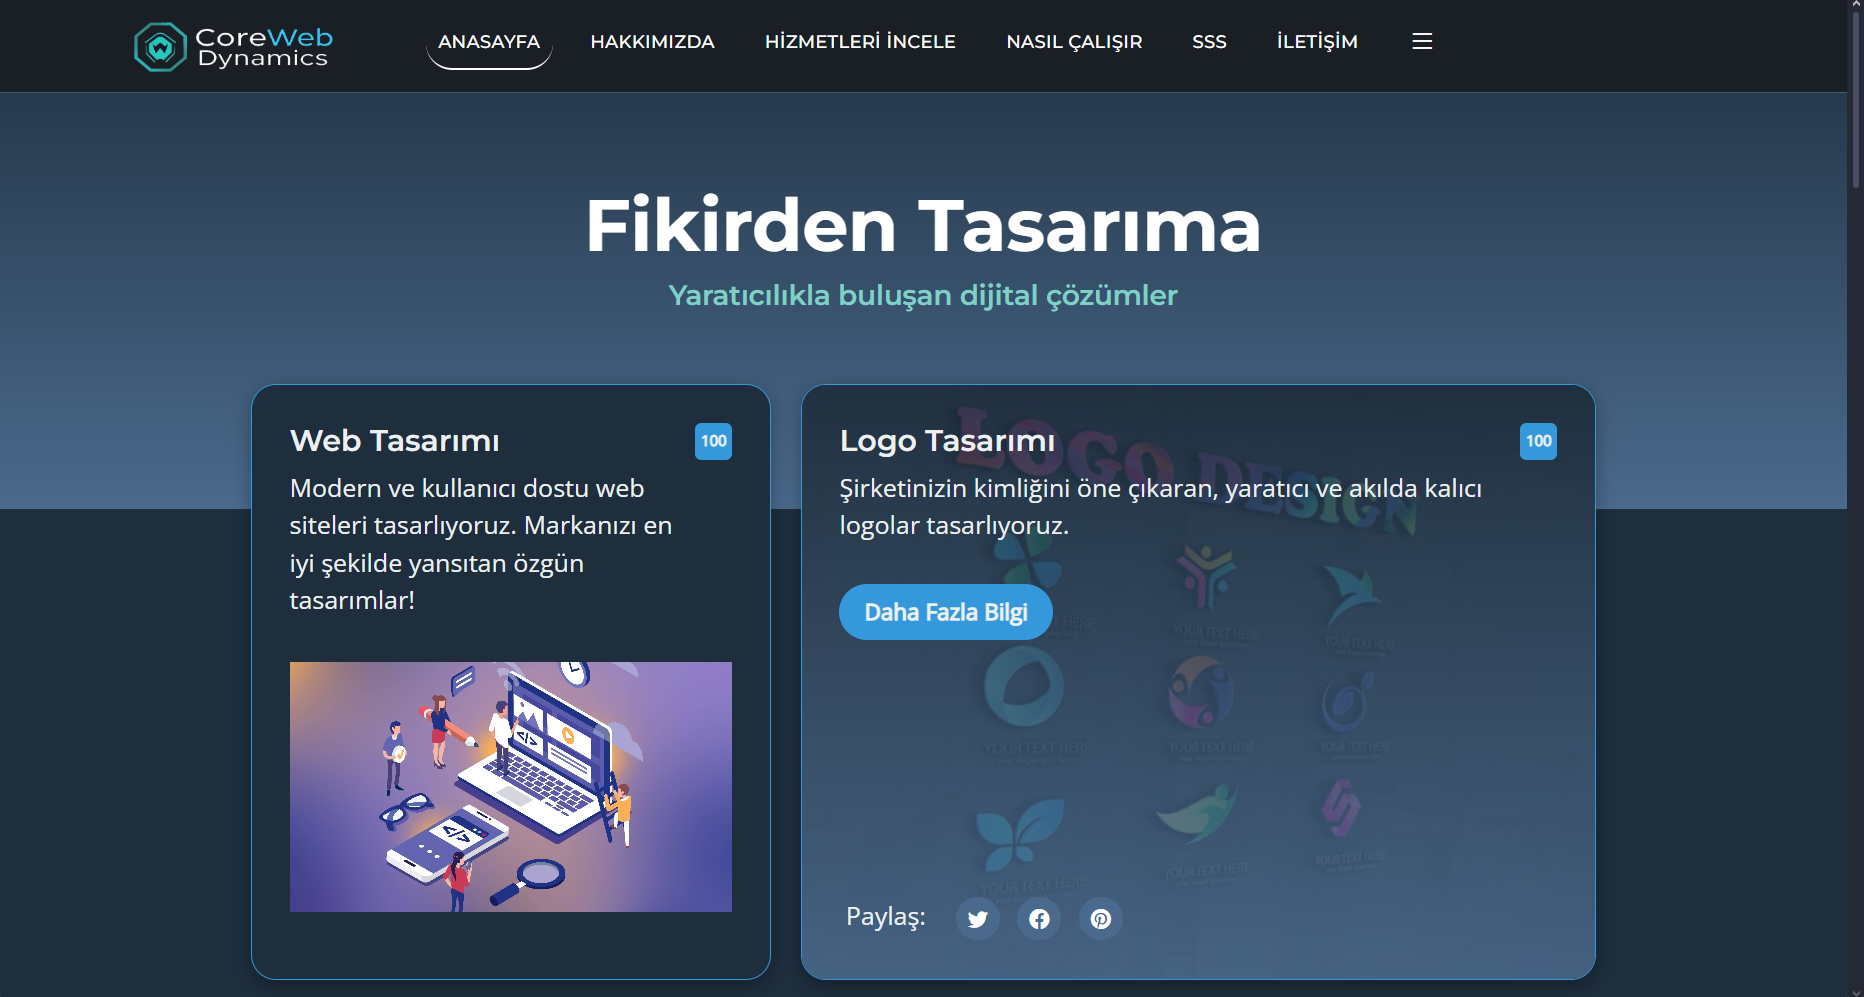 CoreWeb
Dynamics
ANASAYFA
HAKKIMIZDA
HİZMETLERİ İNCELE
NASIL ÇALIŞIR
SSS
İLETİŞİM
Fikirden Tasarıma
Yaratıcılıkla buluşan dijital çözümler
Web Tasarımı
100
Modern ve kullanıcı dostu web
siteleri tasarlıyoruz. Markanızı en
iyi şekilde yansıtan özgün
tasarımlar!
Logo Tasarımı
100
Şirketinizin kimliğini öne çıkaran, yaratıcı ve akılda kalıcı
logolar tasarlıyoruz.
Daha Fazla Bilgi
LOGO DESIGN
YOUR TEXT HERE
YOUR TEXT HERE
YOUR TEXT HERE
YOUR TEXT HERE
YOUR TEXT HERE
YOUR TEXT HERE
YOUR TEXT HERE
YOUR TEXT HERE
Paylaş: